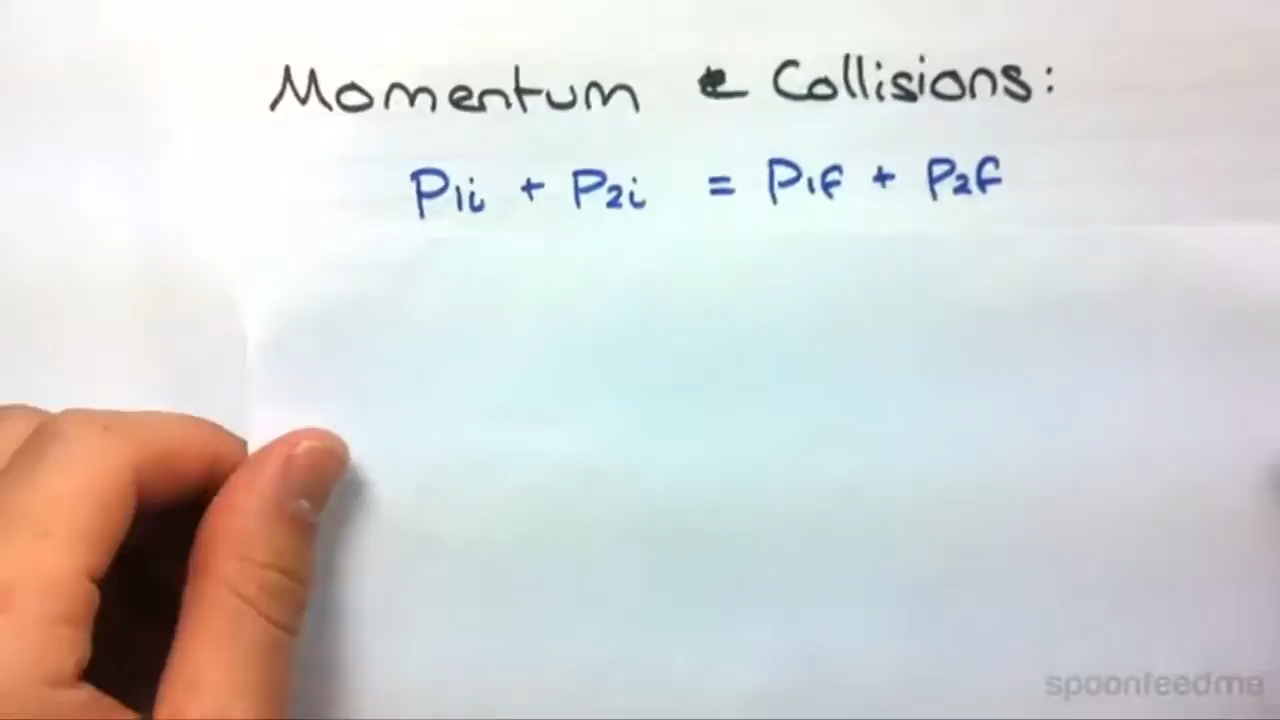 Momentum & Collisions:
P1i + P2i = P1f + P2f
spoonfeedme